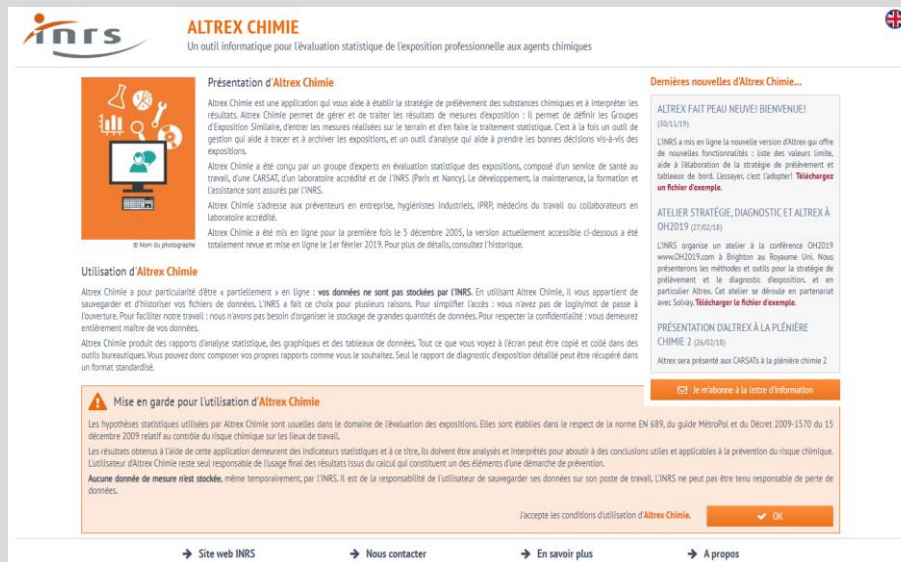 inrs
ALTREX CHIMIE
Un outil informatique pour l'évaluation statistique de l'exposition professionnelle aux agents chimiques
Présentation d'Altrex Chimie
Altrex Chimie est une application qui vous aide à établir la stratégie de prélèvement des substances chimiques et à interpréter les
résultats. Altrex Chimie permet de gérer et de traiter les résultats de mesures d'exposition : il permet de définir les Groupes
d'Exposition Similaire, d'entrer les mesures réalisées sur le terrain et d'en faire le traitement statistique. C'est à la fois un outil de
gestion qui aide à tracer et à archiver les expositions, et un outil d'analyse qui aide à prendre les bonnes décisions vis-à-vis des
expositions.
Altrex Chimie a été conçu par un groupe d'experts en évaluation statistique des expositions, composé d'un service de santé au
travail, d'une CARSAT, d'un laboratoire accrédité et de l'INRS (Paris et Nancy). Le développement, la maintenance, la formation et
l'assistance sont assurés par l'INRS.
Altrex Chimie s'adresse aux préventeurs en entreprise, hygiénistes industriels, IPRP, médecins du travail ou collaborateurs en
laboratoire accrédité.
Altrex Chimie a été mis en ligne pour la première fois le 5 décembre 2005, la version actuellement accessible ci-dessous a été
totalement revue et mise en ligne le 1er février 2019. Pour plus de détails, consultez l'historique.
© Nom du photographe
Utilisation d'Altrex Chimie
Altrex Chimie a pour particularité d'être « partiellement » en ligne : vos données ne sont pas stockées par l'INRS. En utilisant Altrex Chimie, il vous appartient de
sauvegarder et d'historiser vos fichiers de données. L'INRS a fait ce choix pour plusieurs raisons. Pour simplifier l'accès : vous n'avez pas de login/mot de passe à
l'ouverture. Pour faciliter notre travail : nous n'avons pas besoin d'organiser le stockage de grandes quantités de données. Pour respecter la confidentialité : vous demeurez
entièrement maître de vos données.
Altrex Chimie produit des rapports d'analyse statistique, des graphiques et des tableaux de données. Tout ce que vous voyez à l'écran peut être copié et collé dans des
outils bureautiques. Vous pouvez donc composer vos propres rapports comme vous le souhaitez. Seul le rapport de diagnostic d'exposition détaillé peut être récupéré dans
un format standardisé.
Dernières nouvelles d'Altrex Chimie...
ALTREX FAIT PEAU NEUVE! BIENVENUE!
(30/11/19)
L'INRS a mis en ligne la nouvelle version d'Altrex qui offre
de nouvelles fonctionnalités : liste des valeurs limite,
aide à l'élaboration de la stratégie de prélèvement et
tableaux de bord. L'essayer, c'est l'adopter! Téléchargez
un fichier d'exemple.
ATELIER STRATÉGIE, DIAGNOSTIC ET ALTREX À
OH2019 (27/02/18)
L'INRS organise un atelier à la conférence OH2019
www.OH2019.com à Brighton au Royaume Uni. Nous
présenterons les méthodes et outils pour la stratégie de
prélèvement et le diagnostic d'exposition, et en
particulier Altrex. Cet atelier se déroule en partenariat
avec Solvay. Télécharger le fichier d'exemple.
PRÉSENTATION D'ALTREX À LA PLÉNIÈRE
CHIMIE 2 (26/02/18)
Altrex sera présenté aux CARSATs à la plénière chimie 2
Je m'abonne à la lettre d'information
Mise en garde pour l'utilisation d'Altrex Chimie
Les hypothèses statistiques utilisées par Altrex Chimie sont usuelles dans le domaine de l'évaluation des expositions. Elles sont établies dans le respect de la norme EN 689, du guide MétroPol et du Décret 2009-1570 du 15
décembre 2009 relatif au contrôle du risque chimique sur les lieux de travail.
Les résultats obtenus à l'aide de cette application demeurent des indicateurs statistiques et à ce titre, ils doivent être analysés et interprétés pour aboutir à des conclusions utiles et applicables à la prévention du risque chimique.
L'utilisateur d'Altrex Chimie reste seul responsable de l'usage final des résultats issus du calcul qui constituent un des éléments d'une démarche de prévention.
Aucune donnée de mesure n'est stockée, même temporairement, par l'INRS. Il est de la responsabilité de l'utilisateur de sauvegarder ses données sur son poste de travail. L'INRS ne peut pas être tenu responsable de perte de
données.
J'accepte les conditions d'utilisation d'Altrex Chimie.
OK
Site web INRS
Nous contacter
En savoir plus
A propos